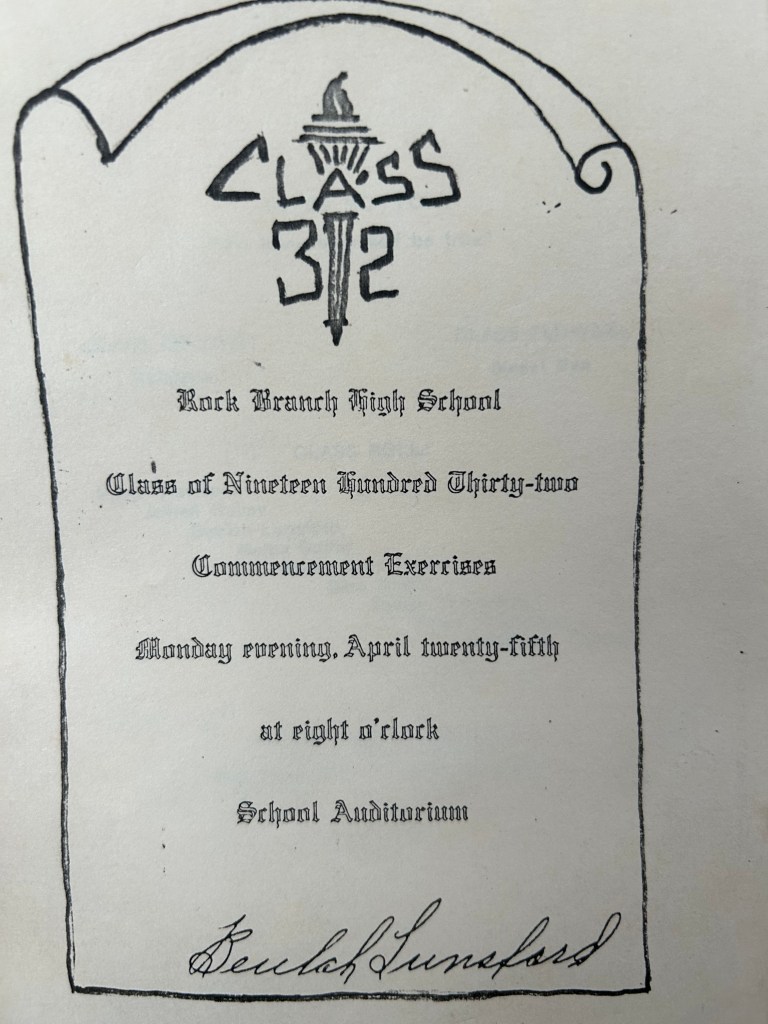 CLASS
32
Rock Branch High School
Class of Nineteen Hundred Thirty-two
Commencement Exercises
Monday evening, April twenty-fifth
at eight o'clock
School Auditorium
Beulah Lunsford